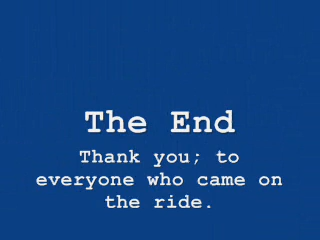 The End
Thank you; to
everyone who came on
the ride.